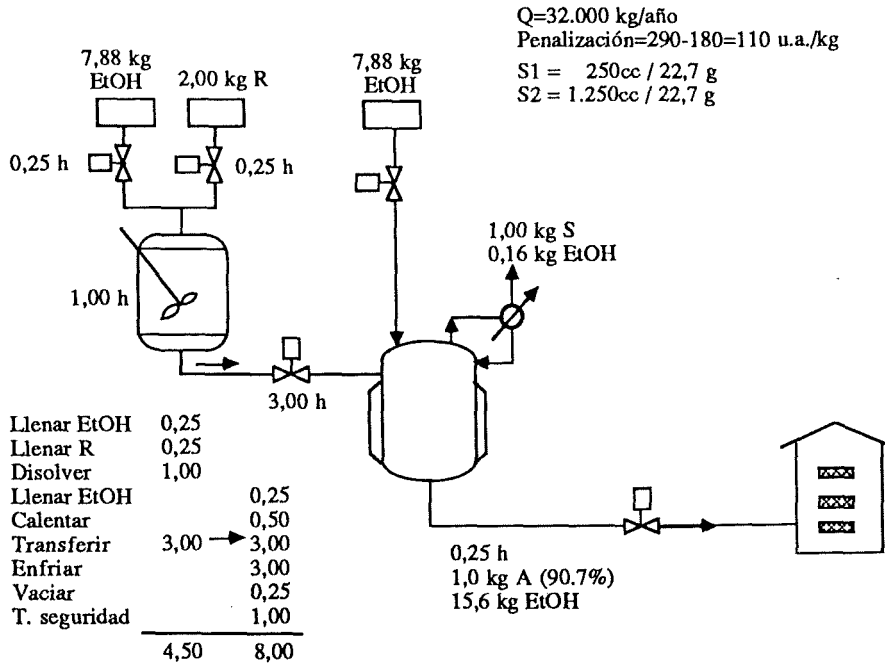 Q=32.000 kg/año
Penalización=290-180=110 u.a./kg
S1 = 250cc / 22,7 g
S2 = 1.250cc / 22,7 g
7,88 kg
EtOH
2,00 kg R
7,88 kg
EtOH
0,25 h
0,25 h
1,00 kg S
0,16 kg EtOH
1,00 h
3,00 h
Llenar EtOH 0,25
Llenar R 0,25
Disolver 1,00
Llenar EtOH 0,25
Calentar 0,50
Transferir 3,00 3,00
Enfriar 3,00
Vaciar 0,25
T. seguridad 1,00
4,50 8,00
0,25 h
1,0 kg A (90.7%)
15,6 kg EtOH